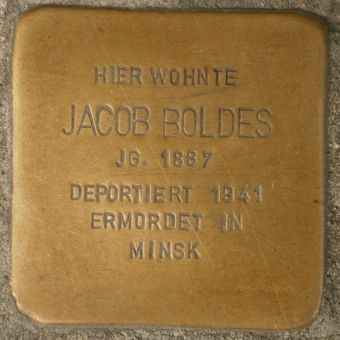 HIER WOHNTE
JACOB BOLDES
JG. 1887
DEPORTIERT 1941
ERMORDET IN
MINSK